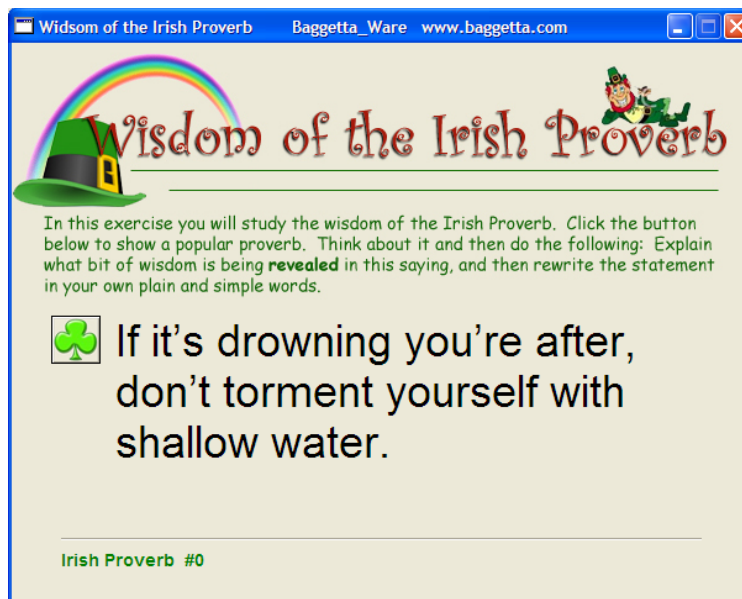 Widsom of the Irish Proverb Baggetta_Ware www.baggetta.com
Wisdom of the Irish Proverb
In this exercise you will study the wisdom of the Irish Proverb. Click the button
below to show a popular proverb. Think about it and then do the following: Explain
what bit of wisdom is being revealed in this saying, and then rewrite the statement
in your own plain and simple words.
If it's drowning you're after,
don't torment yourself with
shallow water.
Irish Proverb #0